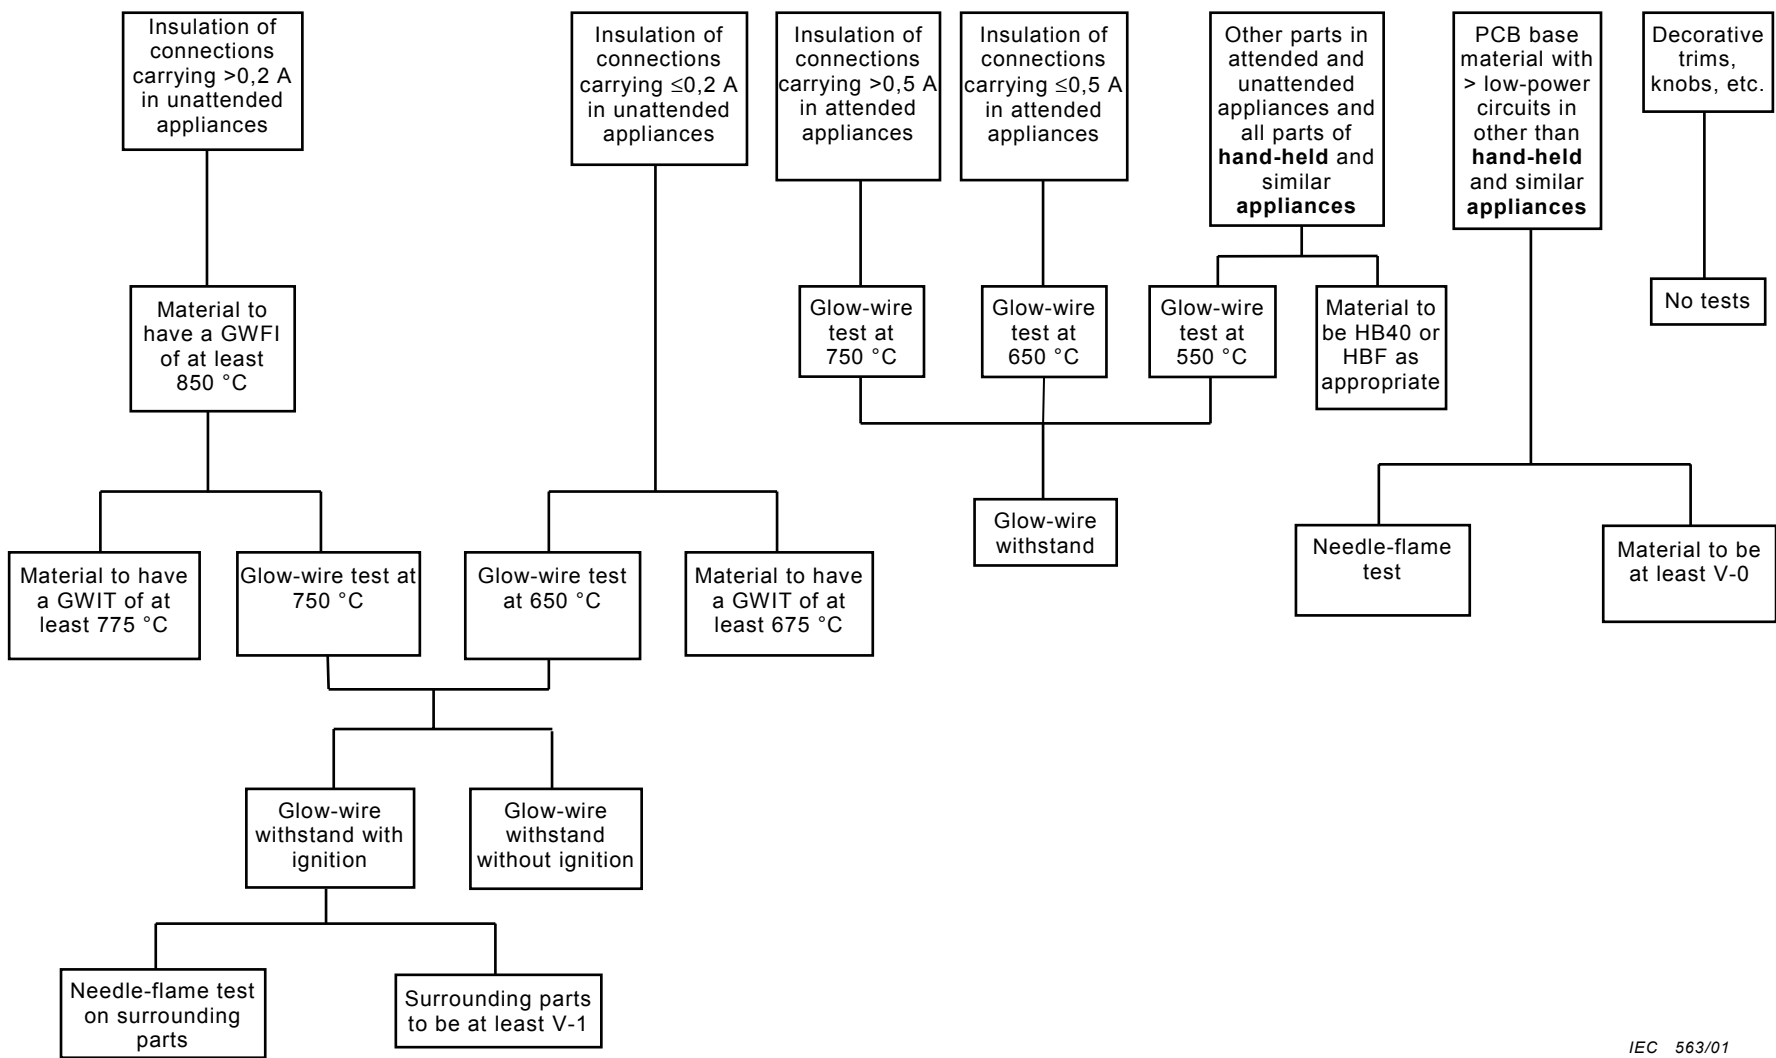 Insulation of
connections
carrying >0,2 A
in unattended
appliances
Insulation of
connections
carrying ≤0,2 A
in unattended
appliances
Insulation of
connections
carrying >0,5 A
in attended
appliances
Insulation of
connections
carrying ≤0,5 A
in attended
appliances
Other parts in
attended and
unattended
appliances and
all parts of
hand-held and
similar
appliances
PCB base
material with
> low-power
circuits in
other than
hand-held
and similar
appliances
Decorative
trims,
knobs, etc.
Material to
have a GWFI
of at least
850 °C
Glow-wire
test at
750 °C
Glow-wire
test at
650 °C
Glow-wire
test at
550 °C
Material to
be HB40 or
HBF as
appropriate
No tests
Glow-wire
withstand
Material to have
a GWIT of at
least 775 °C
Glow-wire test at
750 °C
Glow-wire test
at 650 °C
Material to have
a GWIT of at
least 675 °C
Needle-flame
test
Material to be
at least V-0
Glow-wire
withstand with
ignition
Glow-wire
withstand
without ignition
Needle-flame test
on surrounding
parts
Surrounding parts
to be at least V-1
IEC 563/01